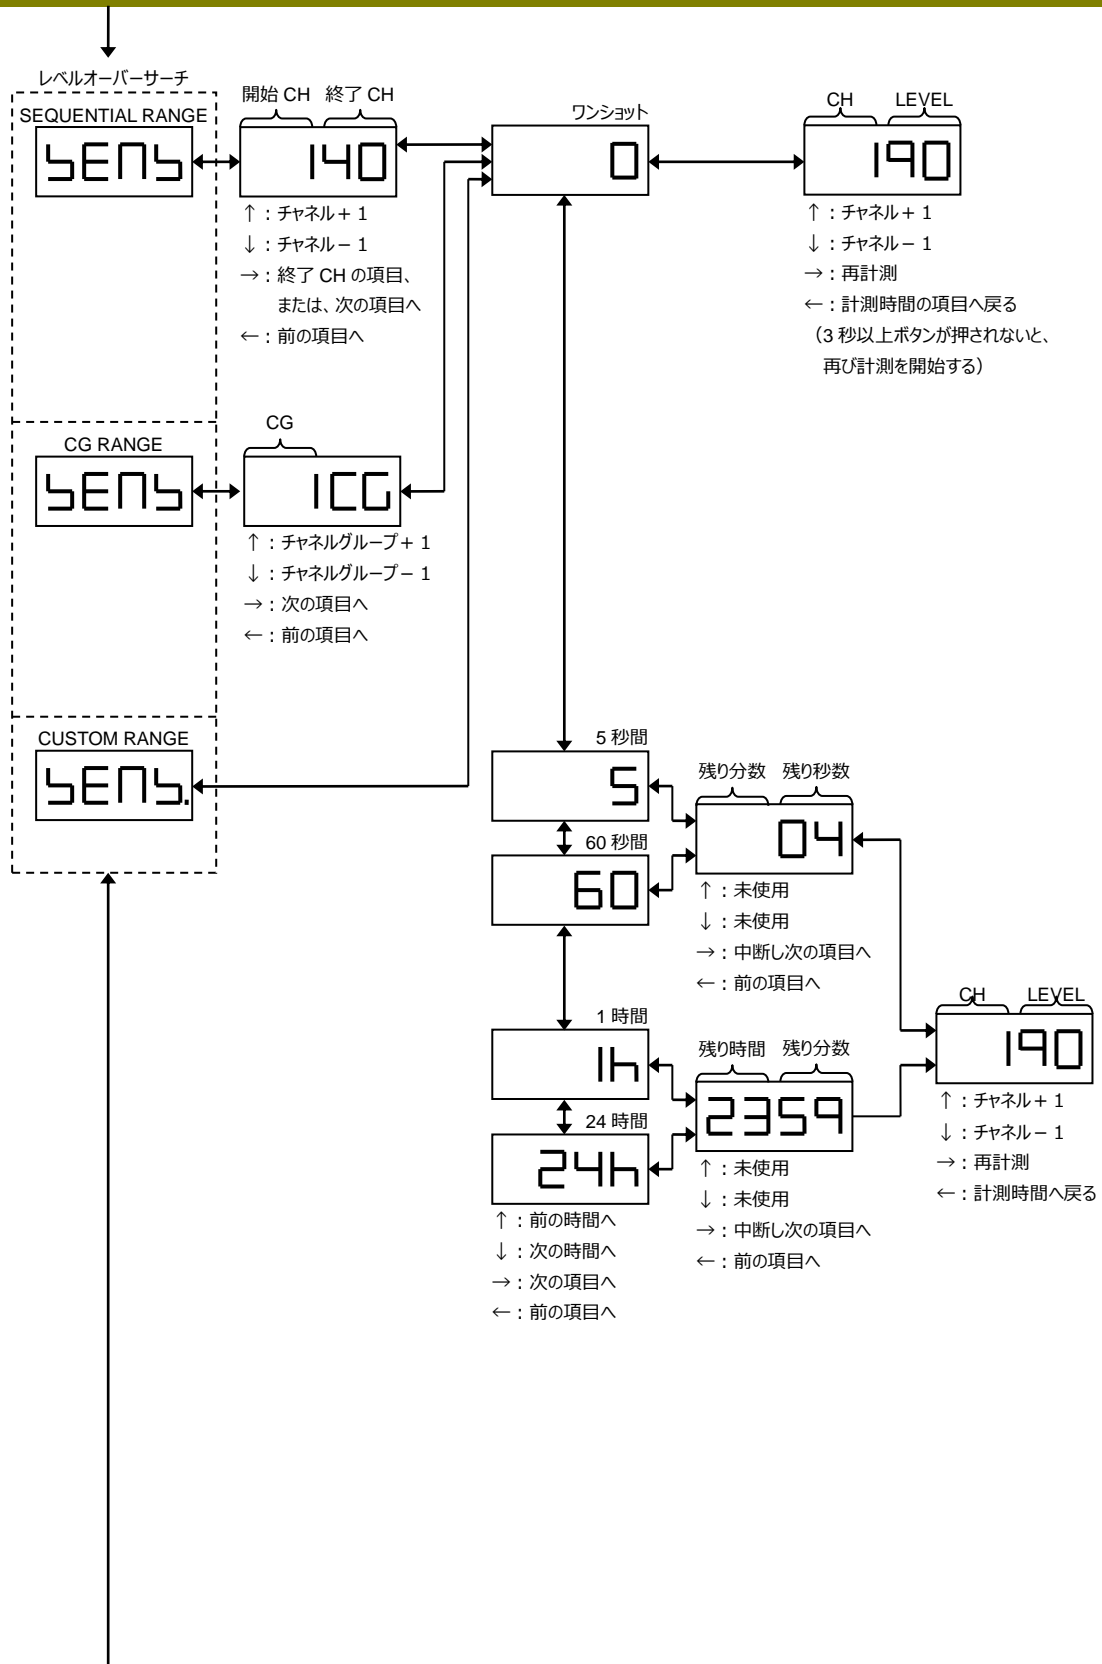 レベルオーバーサーチ
SEQUENTIAL RANGE
SENS
開始 CH 終了 CH
140
↑：チャネル＋ 1
↓：チャネル－ 1
→：終了 CH の項目、
または、次の項目へ
←：前の項目へ
ワンショット
0
CH LEVEL
190
↑：チャネル＋ 1
↓：チャネル－ 1
→：再計測
←：計測時間の項目へ戻る
（3 秒以上ボタンが押されないと、
再び計測を開始する）
CG RANGE
SENS
CG
1CG
↑：チャネルグループ＋ 1
↓：チャネルグループ－ 1
→：次の項目へ
←：前の項目へ
CUSTOM RANGE
SENS.
5 秒間
5
60 秒間
60
残り分数 残り秒数
04
↑：未使用
↓：未使用
→：中断し次の項目へ
←：前の項目へ
1 時間
1h
24 時間
24h
↑：前の時間へ
↓：次の時間へ
→：次の項目へ
←：前の項目へ
残り時間 残り分数
2359
↑：未使用
↓：未使用
→：中断し次の項目へ
←：前の項目へ
CH LEVEL
190
↑：チャネル＋ 1
↓：チャネル－ 1
→：再計測
←：計測時間へ戻る